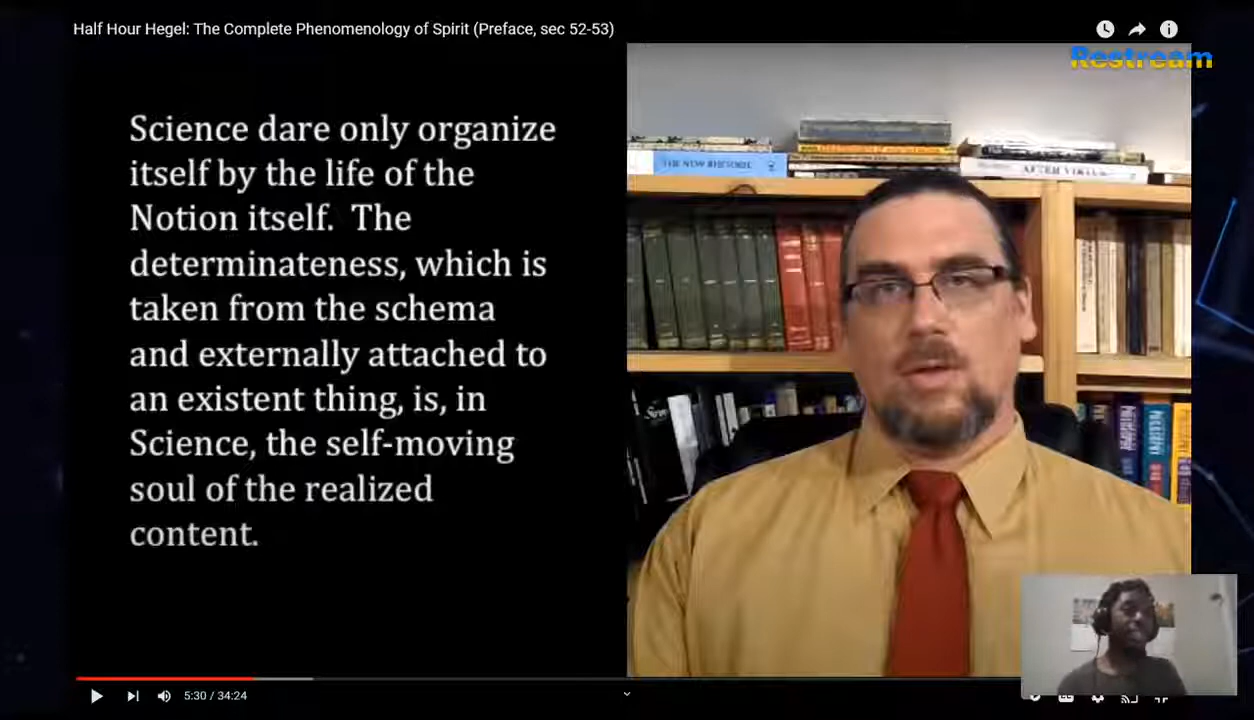 Half Hour Hegel: The Complete Phenomenology of Spirit (Preface, sec 52-53)
Restream
Science dare only organize
itself by the life of the
Notion itself. The
determinateness, which is
taken from the schema
and externally attached to
an existent thing, is, in
Science, the self-moving
soul of the realized
content.
THE NEW RHETORIC
AFTER VIRTUE
5:30 / 34:24